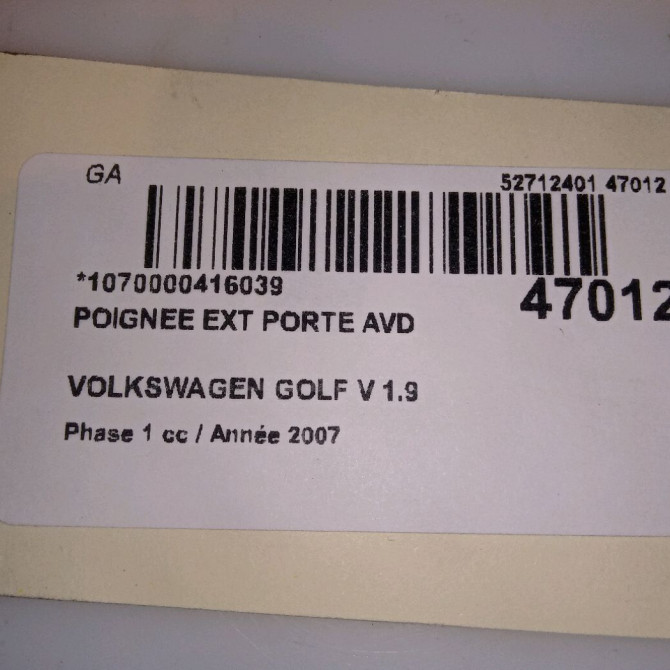 GA
52712401 47012
*1070000416039
47012
POIGNEE EXT PORTE AVD
VOLKSWAGEN GOLF V 1.9
Phase 1 cc / Année 2007